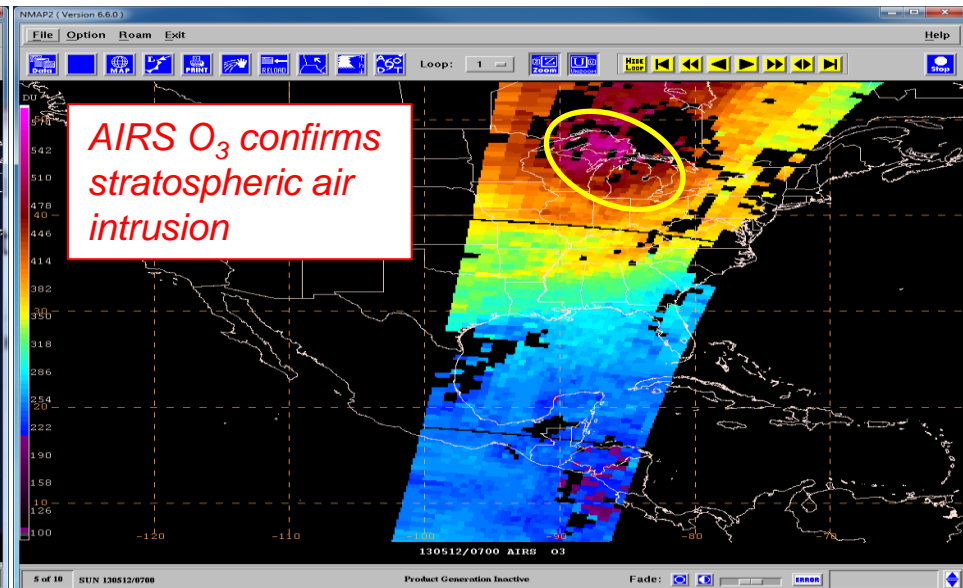 NMAP2 ( Version 6.6.0 )
File Option Roam Exit Help
Data MAP PRINT RELOAD Loop: 1 Zoom UNZOOM HIDE LOOP Stop
DU
AIRS O₃ confirms
stratospheric air
intrusion
542
510
478
40
446
414
382
30
350
318
286
254
20
222
190
158
10
126
100
-120 -110 -100 -90 -80 -70
130512/0700 AIRS O3
5 of 10 SUN 130512/0700 Product Generation Inactive Fade: ERROR